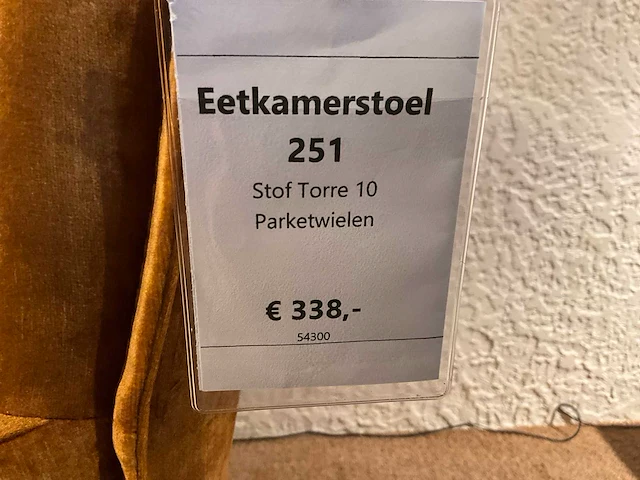 Eetkamerstoel
251
Stof Torre 10
Parketwielen
€ 338,-
54300